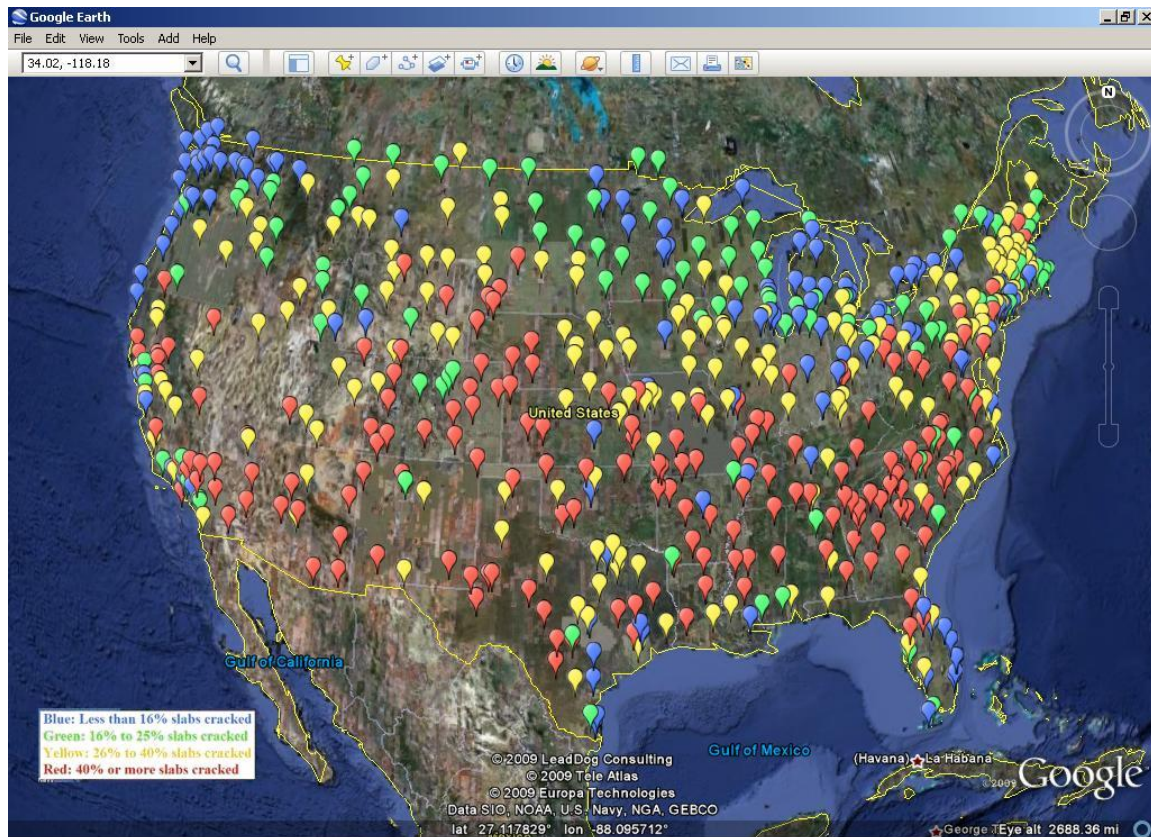 Google Earth
File Edit View Tools Add Help
34.02, -118.18
N
United States
Gulf of California
Gulf of Mexico
(Havana) La Habana
Blue: Less than 16% slabs cracked
Green: 16% to 25% slabs cracked
Yellow: 26% to 40% slabs cracked
Red: 40% or more slabs cracked
© 2009 LeadDog Consulting
© 2009 Tele Atlas
© 2009 Europa Technologies
Data SIO, NOAA, U.S. Navy, NGA, GEBCO
©2009 Google
lat 27.117829° lon -88.095712°
George Eye alt 2688.36 mi